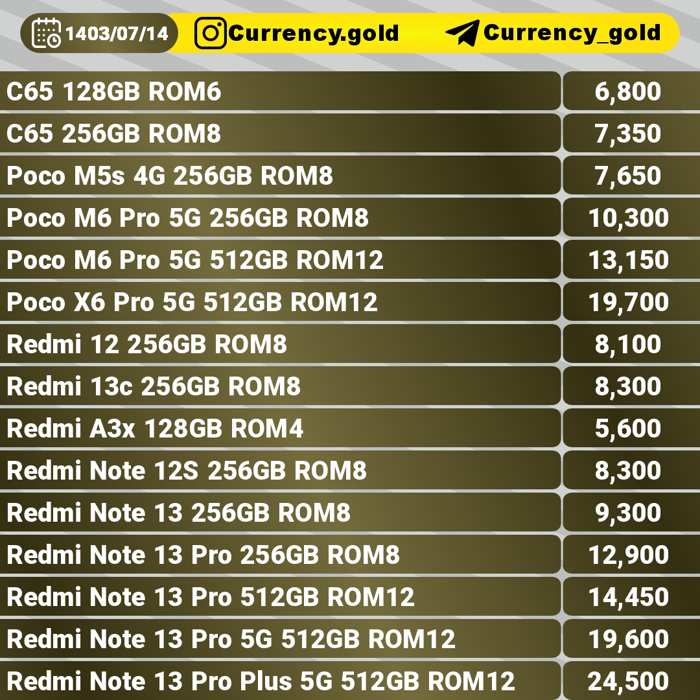 1403/07/14 Currency.gold Currency_gold
C65 128GB ROM6 6,800
C65 256GB ROM8 7,350
Poco M5s 4G 256GB ROM8 7,650
Poco M6 Pro 5G 256GB ROM8 10,300
Poco M6 Pro 5G 512GB ROM12 13,150
Poco X6 Pro 5G 512GB ROM12 19,700
Redmi 12 256GB ROM8 8,100
Redmi 13c 256GB ROM8 8,300
Redmi A3x 128GB ROM4 5,600
Redmi Note 12S 256GB ROM8 8,300
Redmi Note 13 256GB ROM8 9,300
Redmi Note 13 Pro 256GB ROM8 12,900
Redmi Note 13 Pro 512GB ROM12 14,450
Redmi Note 13 Pro 5G 512GB ROM12 19,600
Redmi Note 13 Pro Plus 5G 512GB ROM12 24,500